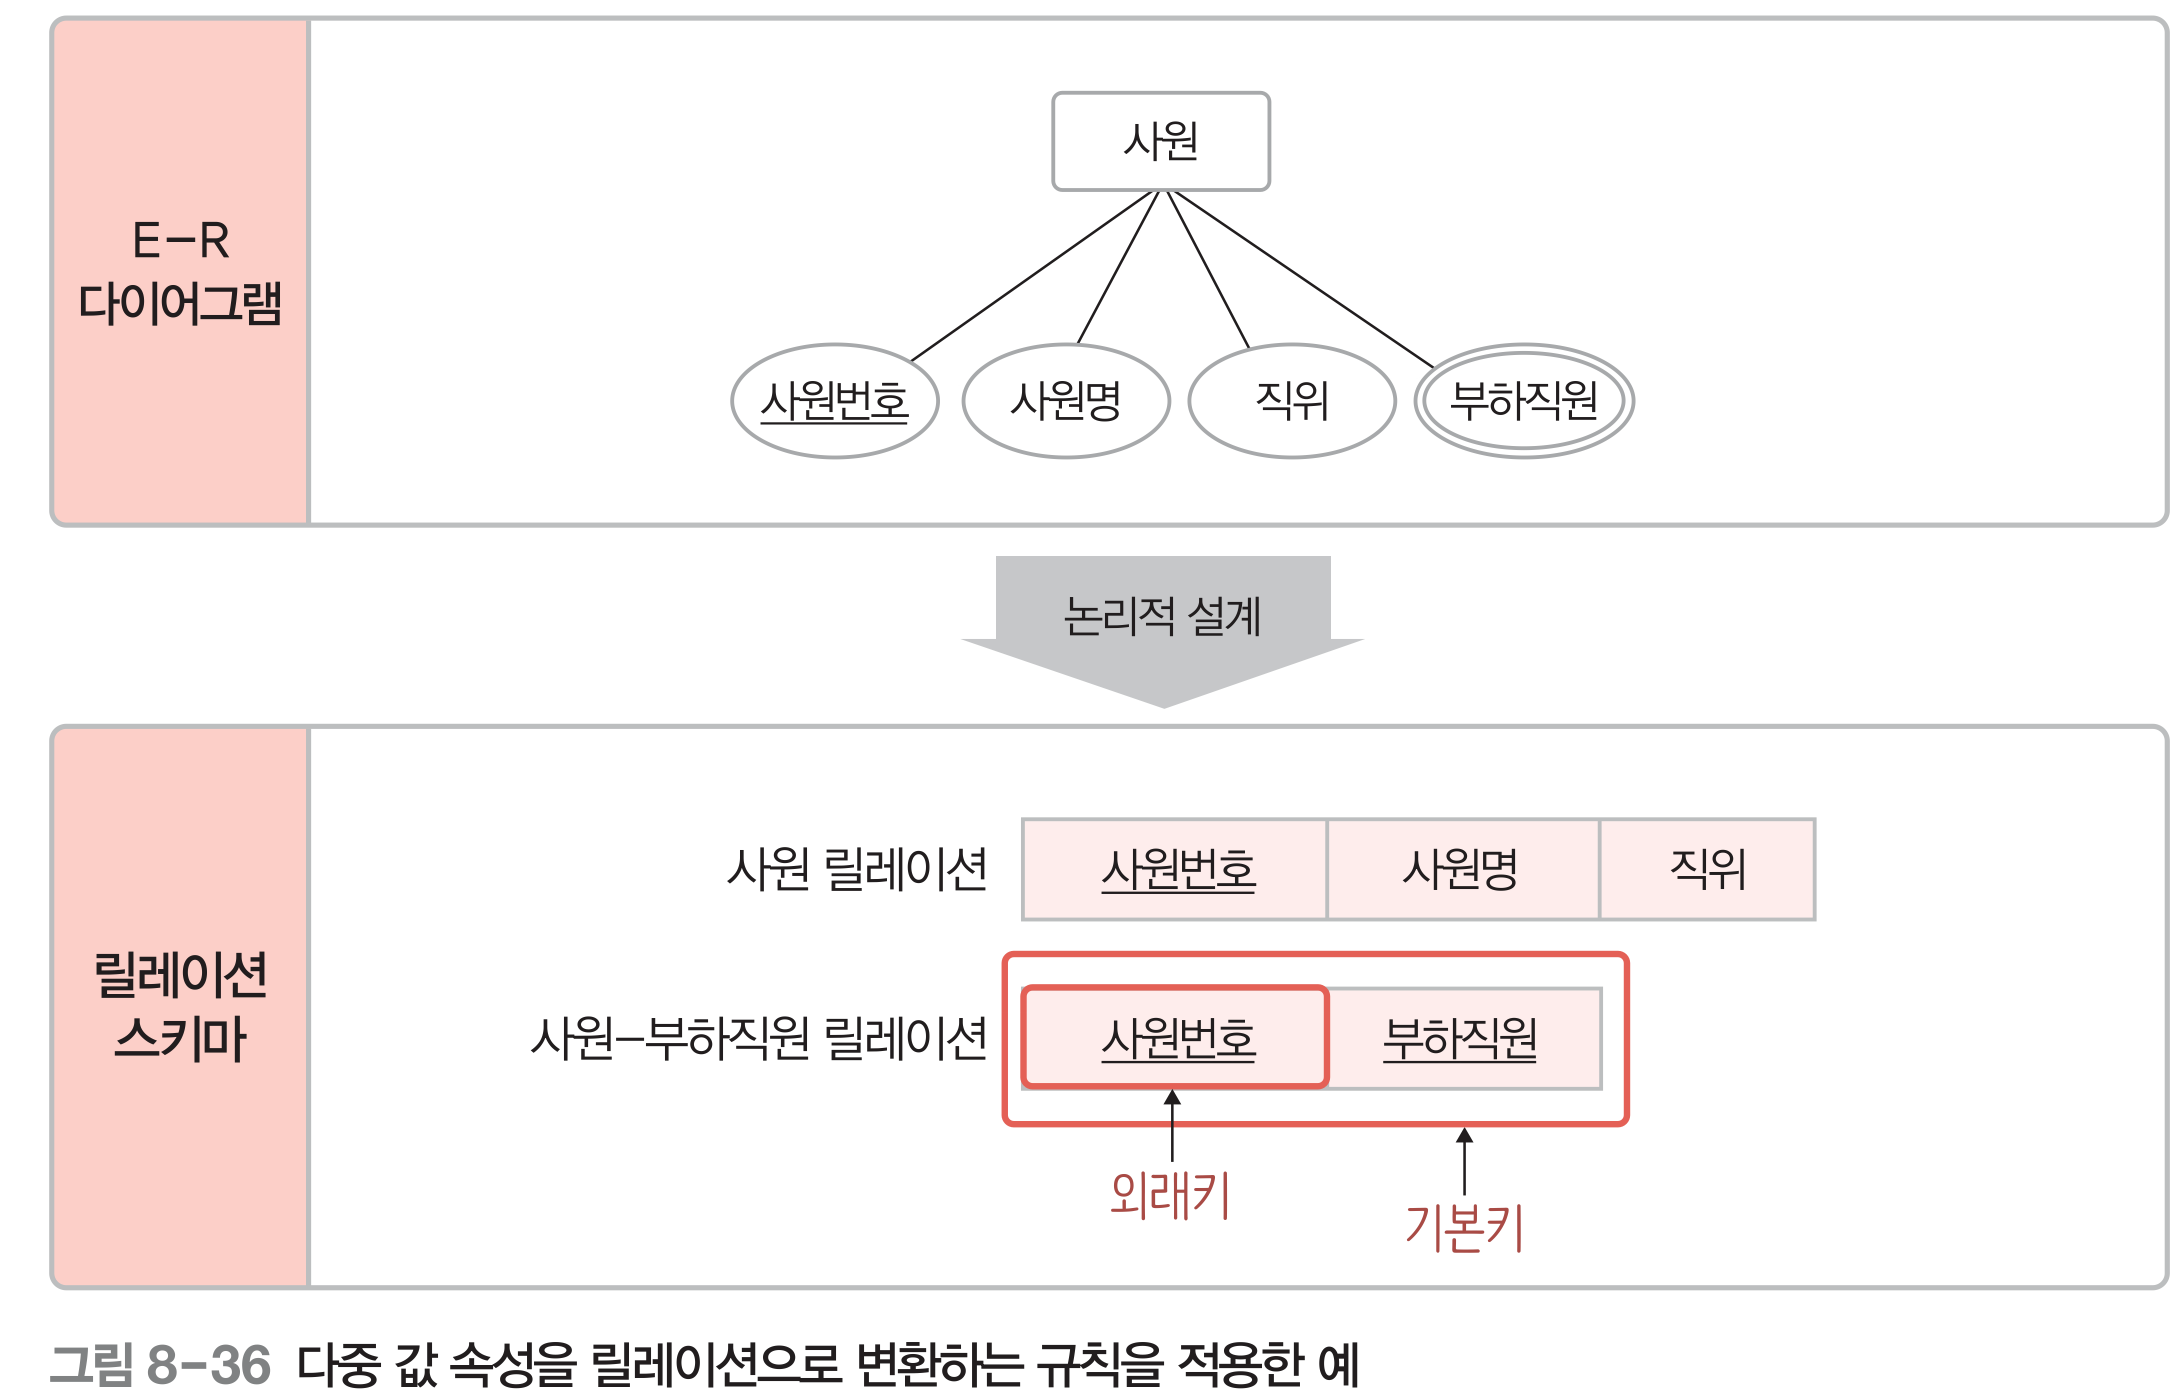 E-R
다이어그램
사원
사원번호 사원명 직위 부하직원
논리적 설계
릴레이션
스키마
사원 릴레이션 사원번호 사원명 직위
사원-부하직원 릴레이션 사원번호 부하직원
외래키
기본키
그림 8-36 다중 값 속성을 릴레이션으로 변환하는 규칙을 적용한 예